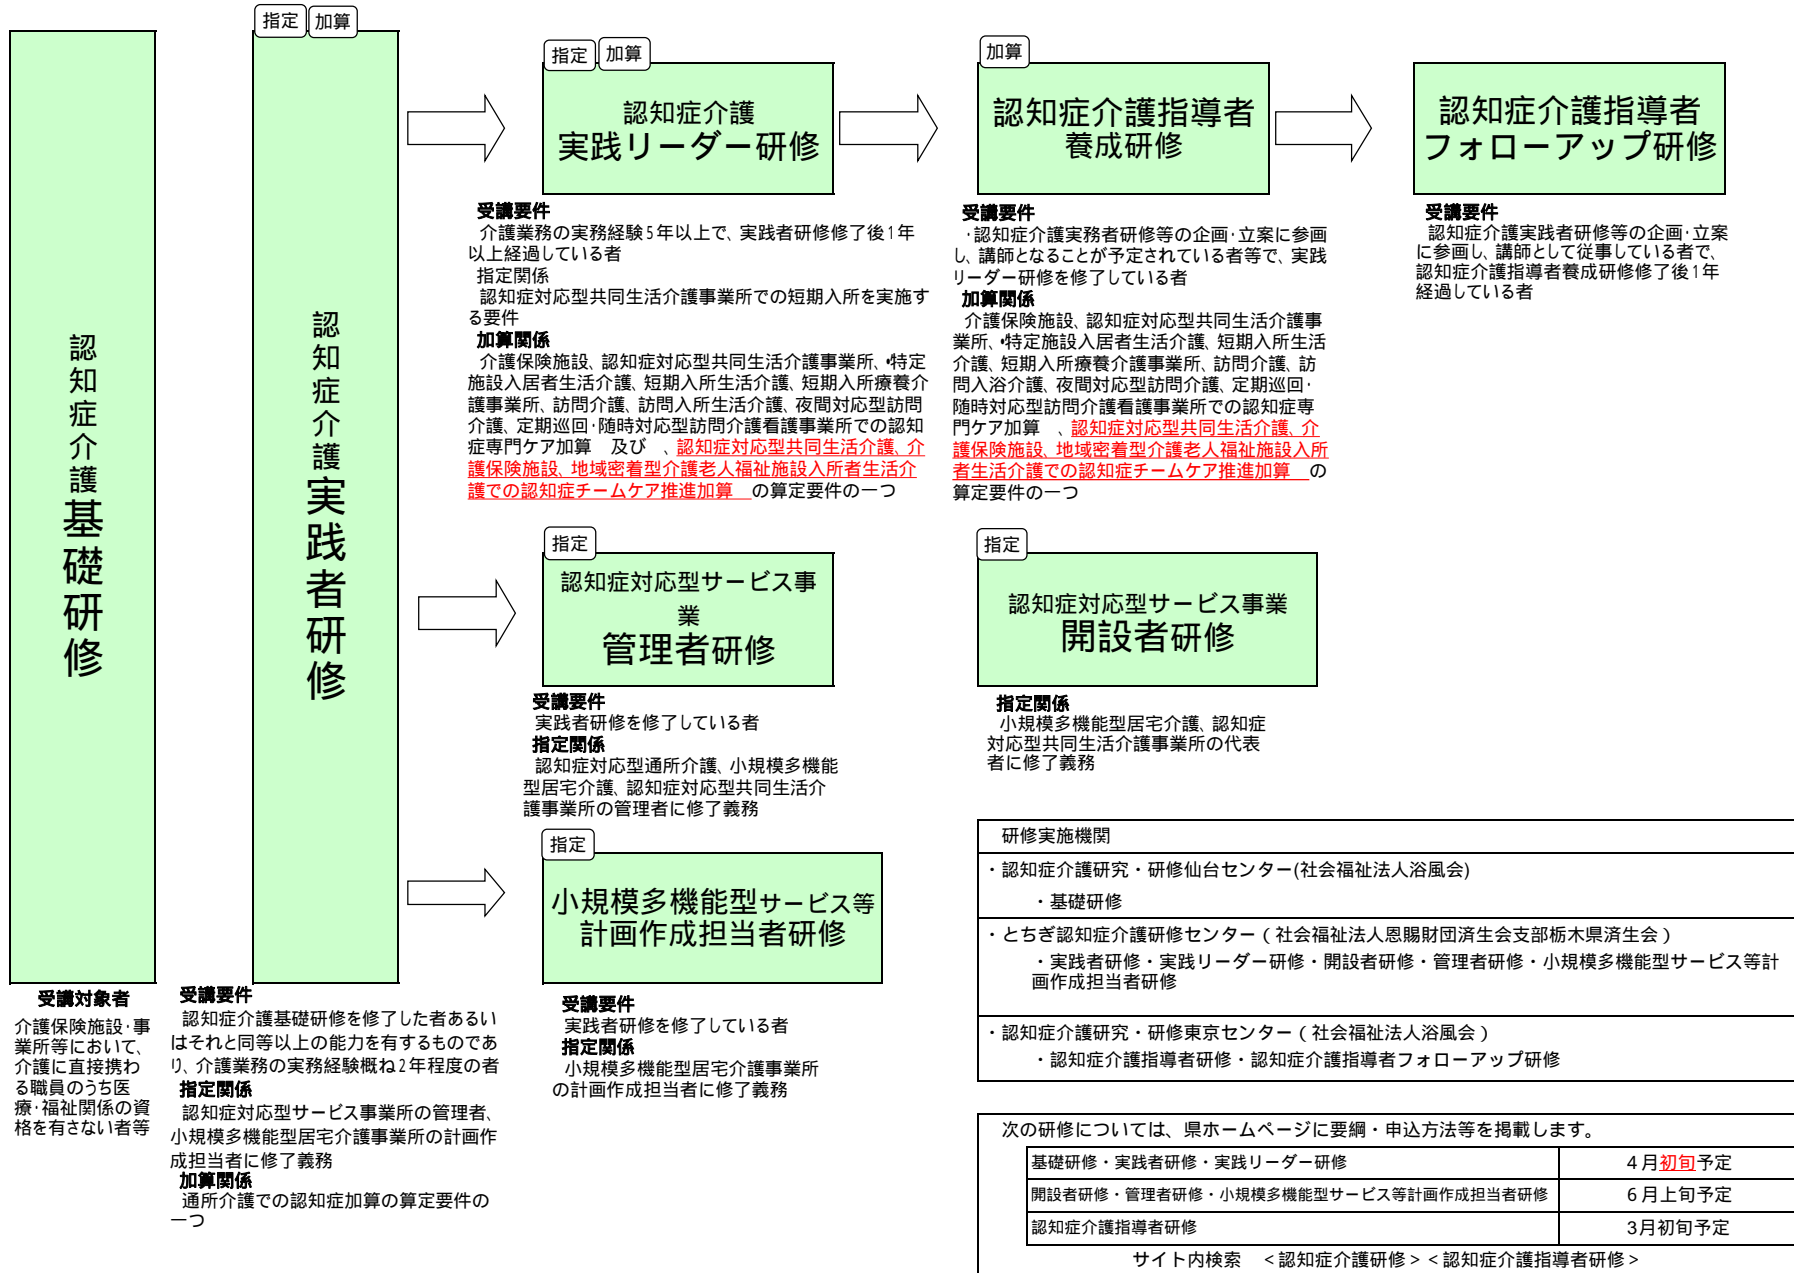 認知症介護基礎研修
受講対象者
介護保険施設・事
業所等において、
介護に直接携わ
る職員のうち医
療・福祉関係の資
格を有さない者等
指定 加算
認知症介護実践者研修
受講要件
認知症介護基礎研修を修了した者あるい
はそれと同等以上の能力を有するものであ
り、介護業務の実務経験概ね2年程度の者
指定関係
認知症対応型サービス事業所の管理者、
小規模多機能型居宅介護事業所の計画作
成担当者に修了義務
加算関係
通所介護での認知症加算の算定要件の
一つ
指定 加算
認知症介護
実践リーダー研修
受講要件
介護業務の実務経験5年以上で、実践者研修修了後1年
以上経過している者
指定関係
認知症対応型共同生活介護事業所での短期入所を実施す
る要件
加算関係
介護保険施設、認知症対応型共同生活介護事業所、・特定
施設入居者生活介護、短期入所生活介護、短期入所療養介
護事業所、訪問介護、訪問入所生活介護、夜間対応型訪問
介護、定期巡回・随時対応型訪問介護看護事業所での認知
症専門ケア加算 及び 、認知症対応型共同生活介護、介
護保険施設、地域密着型介護老人福祉施設入所者生活介
護での認知症チームケア推進加算 の算定要件の一つ
加算
認知症介護指導者
養成研修
受講要件
・認知症介護実務者研修等の企画・立案に参画
し、講師となることが予定されている者等で、実践
リーダー研修を修了している者
加算関係
介護保険施設、認知症対応型共同生活介護事
業所、・特定施設入居者生活介護、短期入所生活
介護、短期入所療養介護事業所、訪問介護、訪
問入浴介護、夜間対応型訪問介護、定期巡回・
随時対応型訪問介護看護事業所での認知症専
門ケア加算 、認知症対応型共同生活介護、介
護保険施設、地域密着型介護老人福祉施設入所
者生活介護での認知症チームケア推進加算 の
算定要件の一つ
認知症介護指導者
フォローアップ研修
受講要件
認知症介護実践者研修等の企画・立案
に参画し、講師として従事している者で、
認知症介護指導者養成研修修了後1年
経過している者
指定
認知症対応型サービス事
業
管理者研修
受講要件
実践者研修を修了している者
指定関係
認知症対応型通所介護、小規模多機能
型居宅介護、認知症対応型共同生活介
護事業所の管理者に修了義務
指定
認知症対応型サービス事業
開設者研修
指定関係
小規模多機能型居宅介護、認知症
対応型共同生活介護事業所の代表
者に修了義務
指定
小規模多機能型サービス等
計画作成担当者研修
受講要件
実践者研修を修了している者
指定関係
小規模多機能型居宅介護事業所
の計画作成担当者に修了義務
研修実施機関
・認知症介護研究・研修仙台センター(社会福祉法人浴風会)
・基礎研修
・とちぎ認知症介護研修センター(社会福祉法人恩賜財団済生会支部栃木県済生会)
・実践者研修・実践リーダー研修・開設者研修・管理者研修・小規模多機能型サービス等計
画作成担当者研修
・認知症介護研究・研修東京センター(社会福祉法人浴風会)
・認知症介護指導者研修・認知症介護指導者フォローアップ研修
次の研修については、県ホームページに要綱・申込方法等を掲載します。
基礎研修・実践者研修・実践リーダー研修 4月初旬予定
開設者研修・管理者研修・小規模多機能型サービス等計画作成担当者研修 6月上旬予定
認知症介護指導者研修 3月初旬予定
サイト内検索 <認知症介護研修><認知症介護指導者研修>